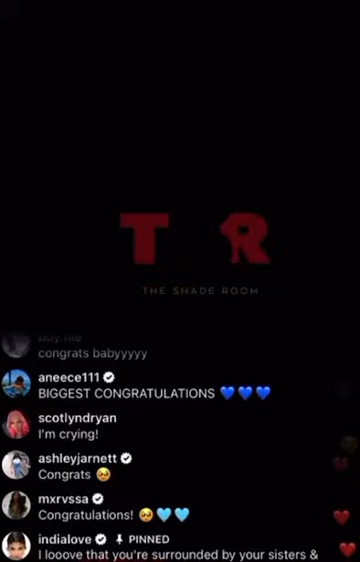 T R
THE SHADE ROOM
congrats babyyyyy
aneece111
BIGGEST CONGRATULATIONS 💙💙💙
scotlyndryan
I'm crying!
ashleyjarnett
Congrats 🥹
mxrvssa
Congratulations! 🥹🩵🩵
indialove PINNED
I looove that you're surrounded by your sisters &